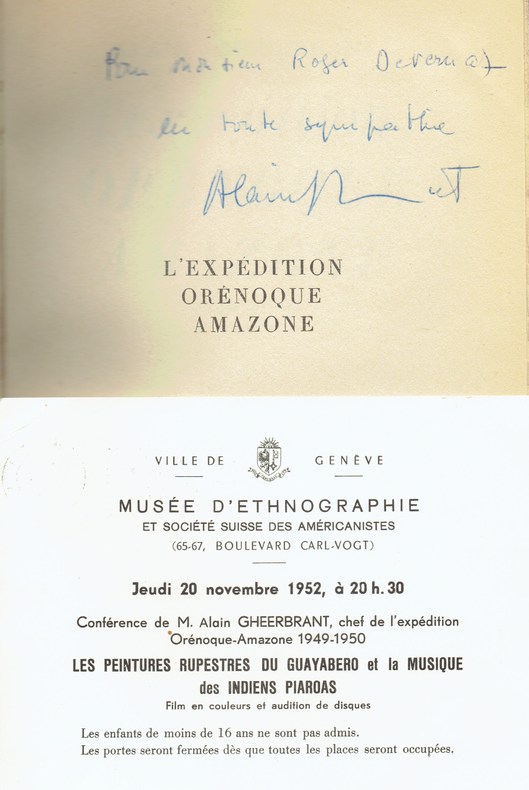 Pour monsieur Roger Devernaz
en toute sympathie
Alain
L'EXPÉDITION
ORÉNOQUE
AMAZONE
VILLE DE GENÈVE
MUSÉE D'ETHNOGRAPHIE
ET SOCIÉTÉ SUISSE DES AMÉRICANISTES
(65-67, BOULEVARD CARL-VOGT)
Jeudi 20 novembre 1952, à 20 h. 30
Conférence de M. Alain GHEERBRANT, chef de l'expédition
Orénoque-Amazone 1949-1950
LES PEINTURES RUPESTRES DU GUAYABERO et la MUSIQUE
des INDIENS PIAROAS
Film en couleurs et audition de disques
Les enfants de moins de 16 ans ne sont pas admis.
Les portes seront fermées dès que toutes les places seront occupées.